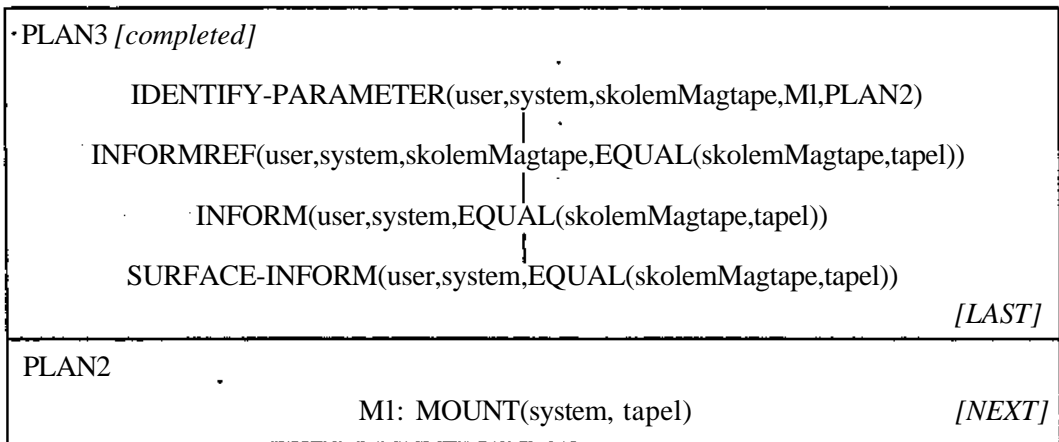 PLAN3 [completed]
IDENTIFY-PARAMETER(user,system,skolemMagtape,Ml,PLAN2)
INFORMREF(user,system,skolemMagtape,EQUAL(skolemMagtape,tapel))
INFORM(user,system,EQUAL(skolemMagtape,tapel))
SURFACE-INFORM(user,system,EQUAL(skolemMagtape,tapel))
[LAST]
PLAN2
Ml: MOUNT(system, tapel) [NEXT]